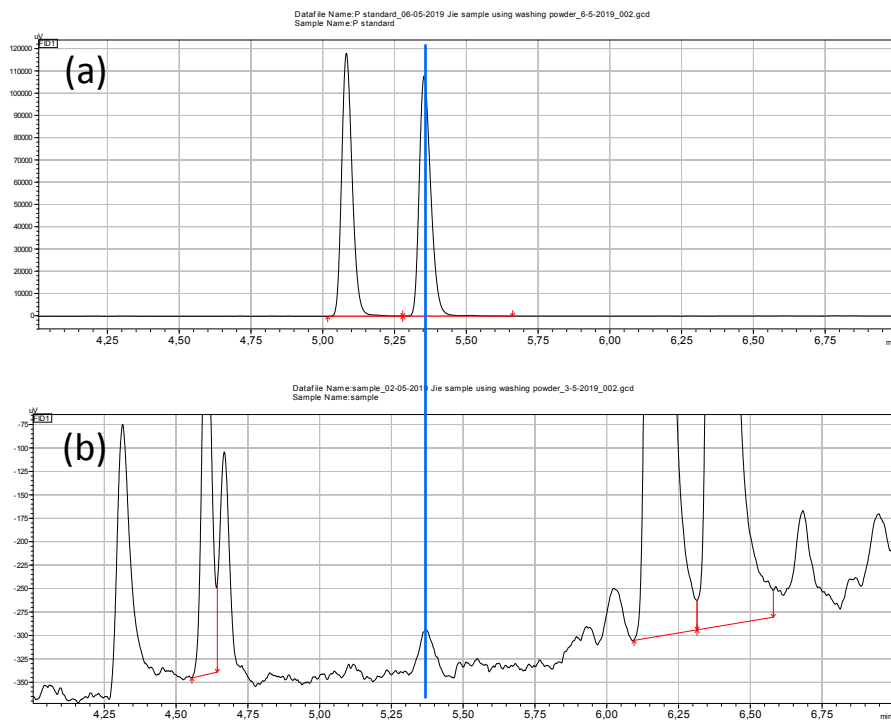 Datafile Name:P standard_06-05-2019 Jie sample using washing powder_6-5-2019_002.gcd
Sample Name:P standard
uV
FID1
(a)
120000
110000
100000
90000
80000
70000
60000
50000
40000
30000
20000
10000
0
4,25 4,50 4,75 5,00 5,25 5,50 5,75 6,00 6,25 6,50 6,75
Datafile Name:sample_02-05-2019 Jie sample using washing powder_3-5-2019_002.gcd
Sample Name:sample
uV
FID1
(b)
-75
-100
-125
-150
-175
-200
-225
-250
-275
-300
-325
-350
4,25 4,50 4,75 5,00 5,25 5,50 5,75 6,00 6,25 6,50 6,75 min